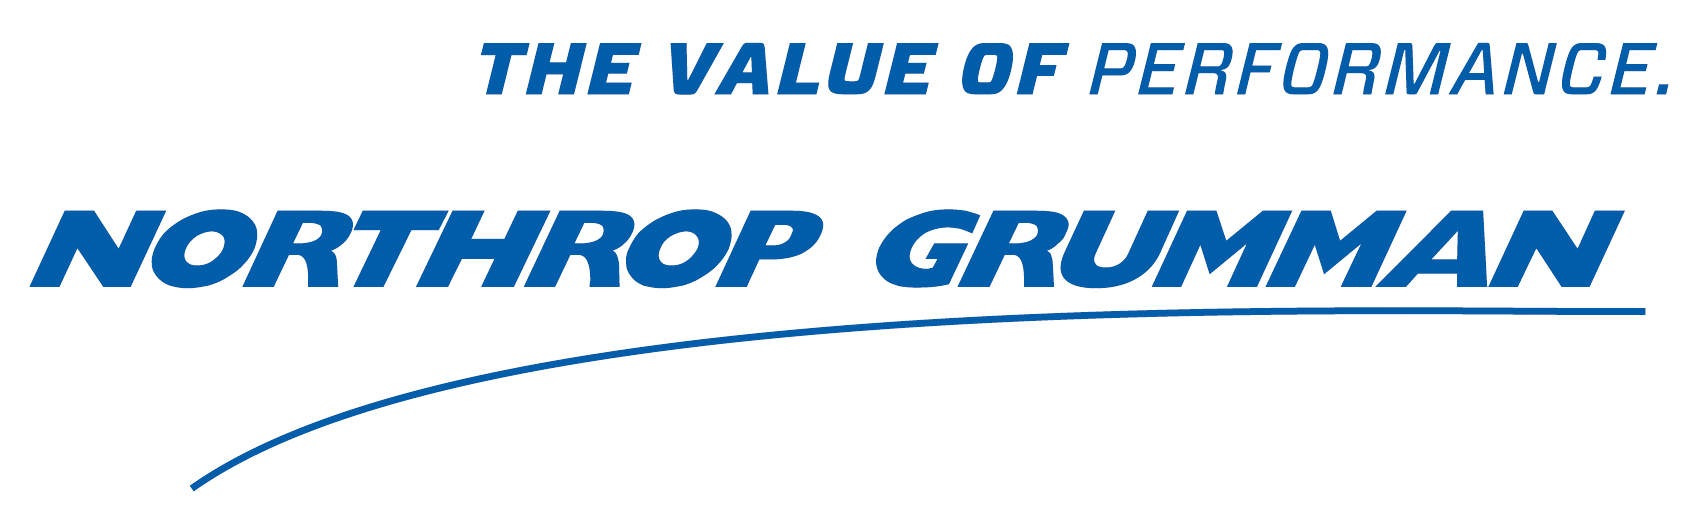 THE VALUE OF PERFORMANCE.
NORTHROP GRUMMAN